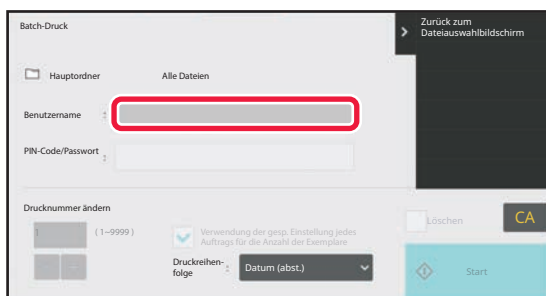 Batch-Druck
Zurück zum
Dateiauswahlbildschirm
Hauptordner Alle Dateien
Benutzername :
PIN-Code/Passwort :
Drucknummer ändern
1 (1~9999)
Verwendung der gesp. Einstellung jedes
Auftrags für die Anzahl der Exemplare
Druckreihen-
folge : Datum (abst.)
Löschen CA
Start